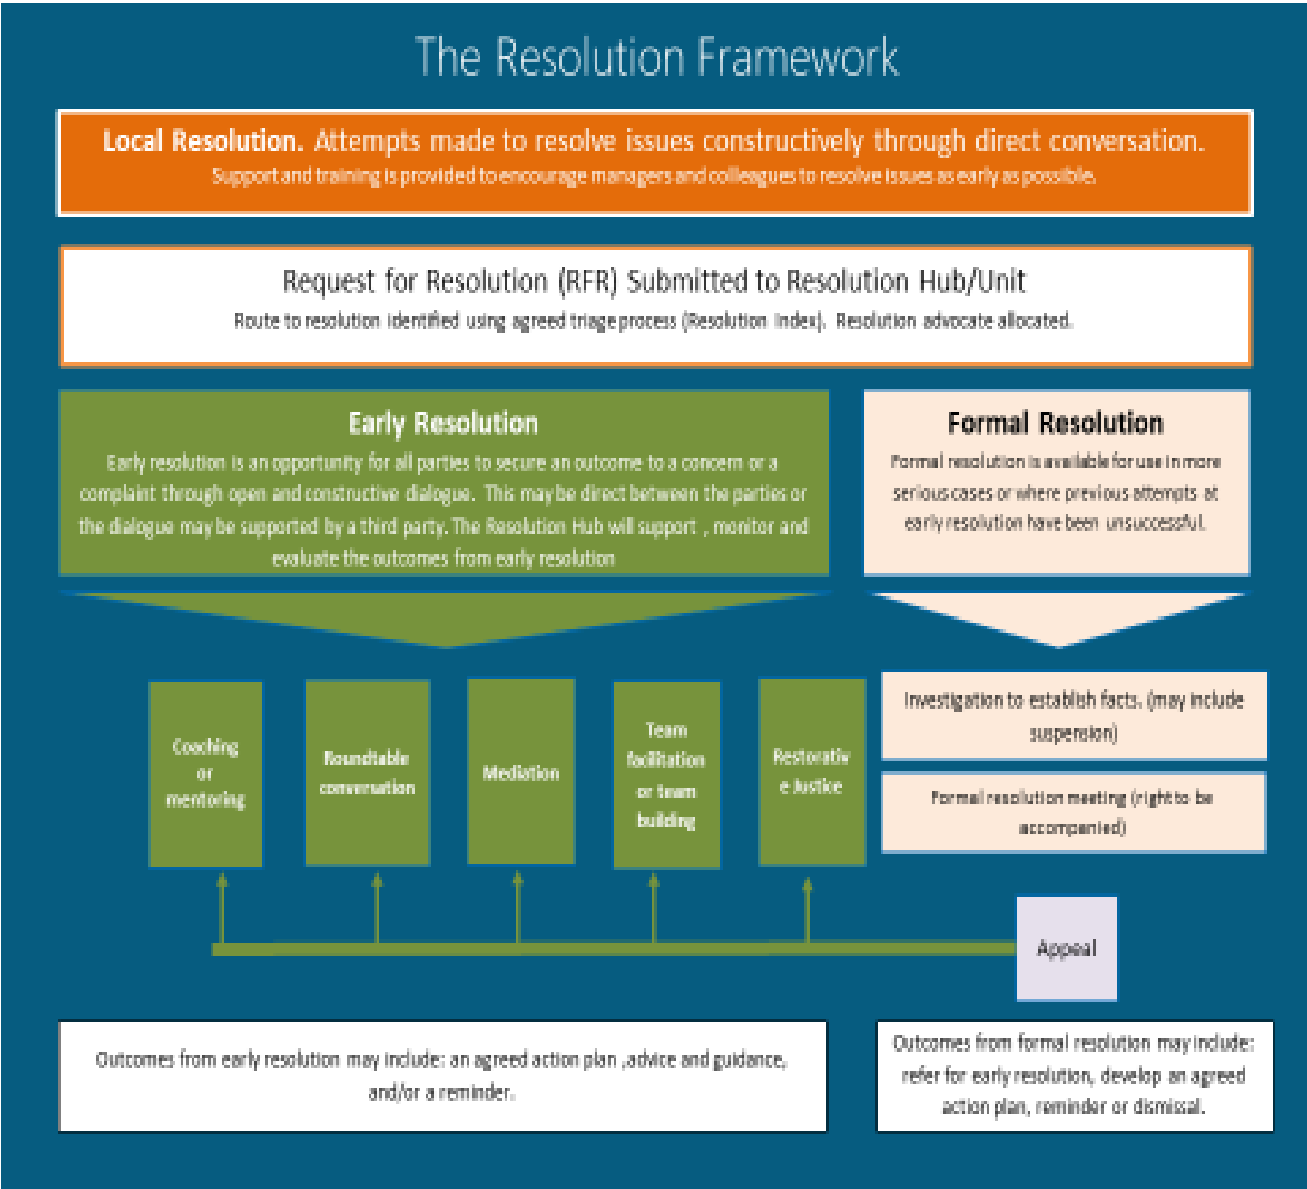 The Resolution Framework
Local Resolution. Attempts made to resolve issues constructively through direct conversation.
Support and training is provided to encourage managers and colleagues to resolve issues as early as possible.
Request for Resolution (RFR) Submitted to Resolution Hub/Unit
Route to resolution identified using agreed triage process (Resolution Index). Resolution advocate allocated.
Early Resolution
Early resolution is an opportunity for all parties to secure an outcome to a concern or a
complaint through open and constructive dialogue. This may be direct between the parties or
the dialogue may be supported by a third party. The Resolution Hub will support , monitor and
evaluate the outcomes from early resolution
Formal Resolution
Formal resolution is available for use in more
serious cases or where previous attempts at
early resolution have been unsuccessful.
Coaching
or
mentoring
Roundtable
conversation
Mediation
Team
facilitation
or team
building
Restorativ
e Justice
Investigation to establish facts. (may include
suspension)
Formal resolution meeting (right to be
accompanied)
Appeal
Outcomes from early resolution may include: an agreed action plan ,advice and guidance,
and/or a reminder.
Outcomes from formal resolution may include:
refer for early resolution, develop an agreed
action plan, reminder or dismissal.